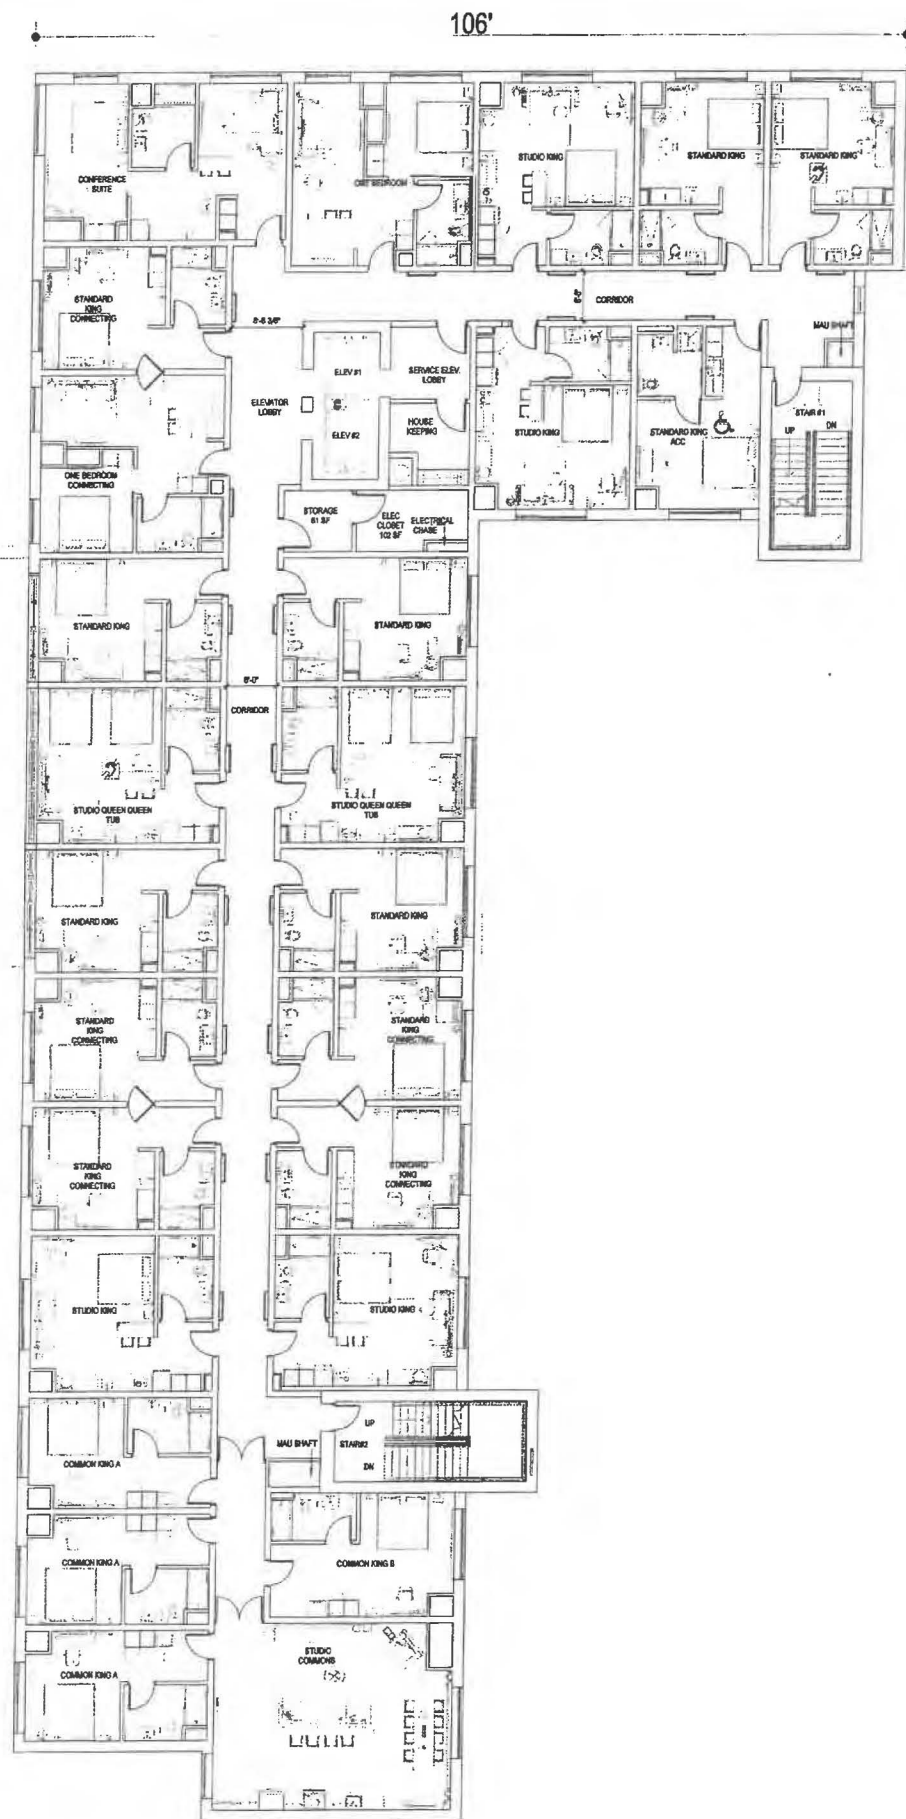 106'
CONFERENCE
SUITE
ONE BEDROOM
STUDIO KING
STANDARD KING
STANDARD KING
STANDARD
KING
CONNECTING
CORRIDOR
MAU SHAFT
ELEV #1
SERVICE ELEV.
LOBBY
ELEVATOR
LOBBY
ELEV #2
HOUSE
KEEPING
STUDIO KING
STANDARD KING
ACC
STAIR #1
UP
DN
ONE BEDROOM
CONNECTING
STORAGE
61 SF
ELEC
CLOSET
102 SF
ELECTRICAL
CHASE
STANDARD KING
STANDARD KING
CORRIDOR
STUDIO QUEEN QUEEN
TUB
STUDIO QUEEN QUEEN
TUB
STANDARD KING
STANDARD KING
STANDARD
KING
CONNECTING
STANDARD
KING
CONNECTING
STANDARD
KING
CONNECTING
STANDARD
KING
CONNECTING
STUDIO KING
STUDIO KING
UP
MAU SHAFT
STAIR#2
DN
COMMON KING A
COMMON KING A
COMMON KING B
COMMON KING A
STUDIO
COMMONS